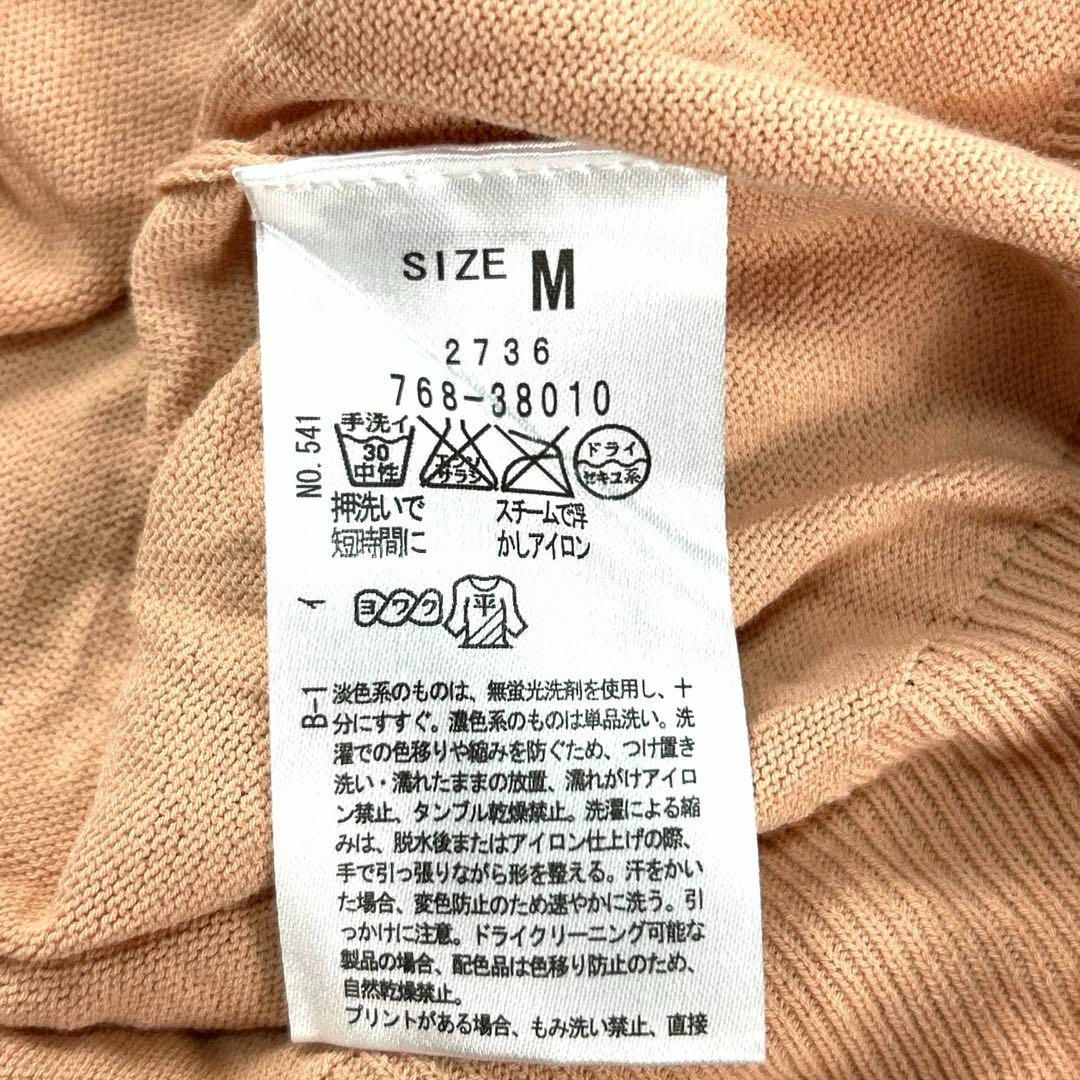 SIZE M
2736
768-38010
NO.541
手洗イ
30
中性
エンソ
サラシ
ドライ
セキユ系
押洗いで
短時間に
スチームで浮
かしアイロン
イ
ヨワク
平
B-1
淡色系のものは、無蛍光洗剤を使用し、十
分にすすぐ。濃色系のものは単品洗い。洗
濯での色移りや縮みを防ぐため、つけ置き
洗い・濡れたままの放置、濡れがけアイロ
ン禁止、タンブル乾燥禁止。洗濯による縮
みは、脱水後またはアイロン仕上げの際、
手で引っ張りながら形を整える。汗をかい
た場合、変色防止のため速やかに洗う。引
っかけに注意。ドライクリーニング可能な
製品の場合、配色品は色移り防止のため、
自然乾燥禁止。
プリントがある場合、もみ洗い禁止、直接